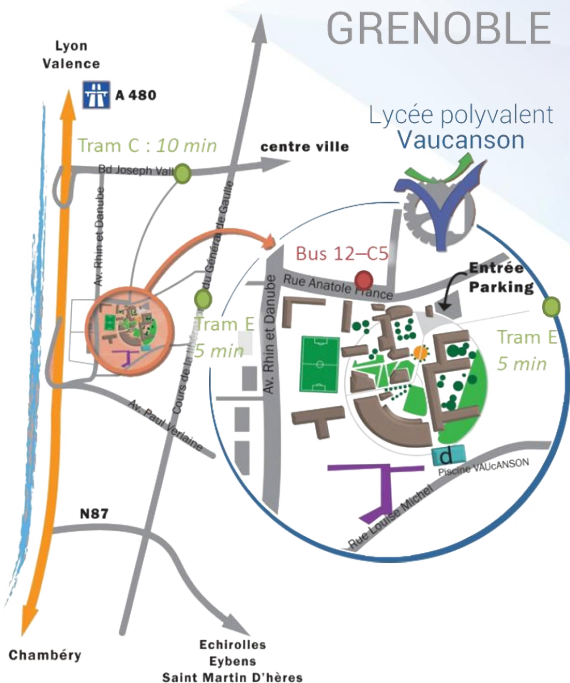 GRENOBLE
Lyon
Valence
A 480
Lycée polyvalent
Vaucanson
Tram C : 10 min
centre ville
Bd Joseph Vall
Av. Rhin et Danube
du Général de Gaulle
Cours de la
Bus 12–C5
Rue Anatole France
Entrée
Parking
Av. Rhin et Danube
Tram E
5 min
Tram E
5 min
Av. Paul Verlaine
d
Piscine VAUcANSON
Rue Louise Michel
N87
Chambéry
Echirolles
Eybens
Saint Martin D'hères